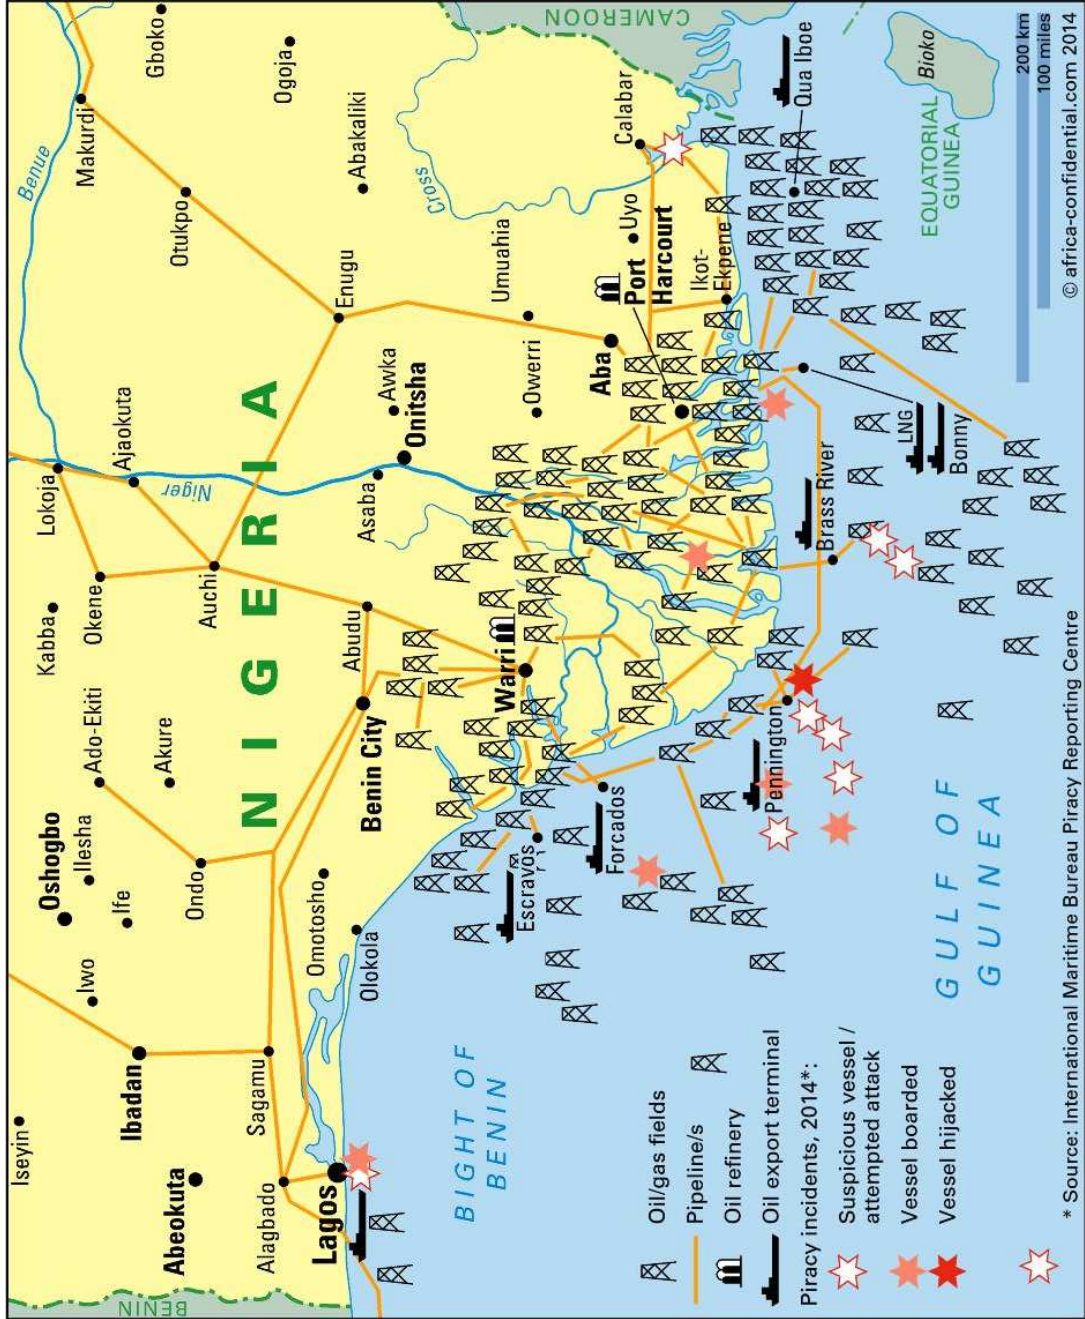 BENIN
CAMEROON
NIGERIA
Iseyin
Ibadan
Iwo
Oshogbo
Ilesha
Ife
Abeokuta
Alagbado
Sagamu
Lagos
Ondo
Ado-Ekiti
Akure
Omotosho
Olokola
Kabba
Okene
Lokoja
Ajaokuta
Niger
Auchi
Abudu
Benin City
Asaba
Onitsha
Awka
Benue
Makurdi
Gboko
Otukpo
Ogoja
Abakaliki
Enugu
Cross
Umuahia
Owerri
Aba
Calabar
Uyo
Port
Harcourt
Ikot-
Ekpene
Warri
Escravos
Forcados
Pennington
Brass River
LNG
Bonny
Qua Iboe
Bioko
EQUATORIAL
GUINEA
BIGHT OF
BENIN
GULF OF
GUINEA
Oil/gas fields
Pipeline/s
Oil refinery
Oil export terminal
Piracy incidents, 2014*:
Suspicious vessel /
attempted attack
Vessel boarded
Vessel hijacked
200 km
100 miles
* Source: International Maritime Bureau Piracy Reporting Centre
© africa-confidential.com 2014